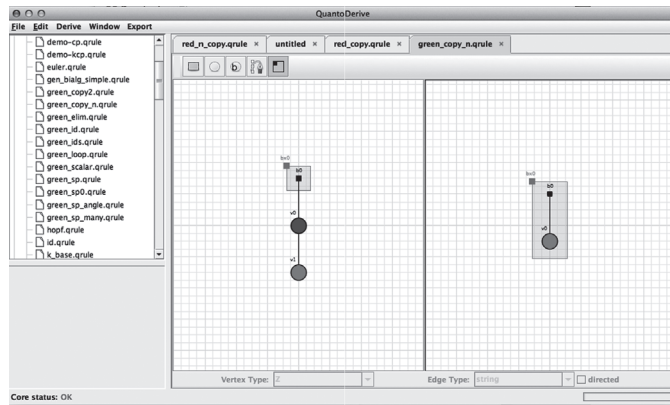 QuantoDerive
File Edit Derive Window Export
demo-cp.qrule
demo-kcp.qrule
euler.qrule
gen_bialg_simple.qrule
green_copy2.qrule
green_copy_n.qrule
green_elim.qrule
green_id.qrule
green_ids.qrule
green_loop.qrule
green_scalar.qrule
green_sp.qrule
green_sp0.qrule
green_sp_angle.qrule
green_sp_many.qrule
hopf.qrule
id.qrule
k_base.qrule
red_n_copy.qrule × untitled × red_copy.qrule × green_copy_n.qrule ×
b
bx0
b0
v0
v1
bx0
b0
v0
Vertex Type: Z Edge Type: string directed
Core status: OK